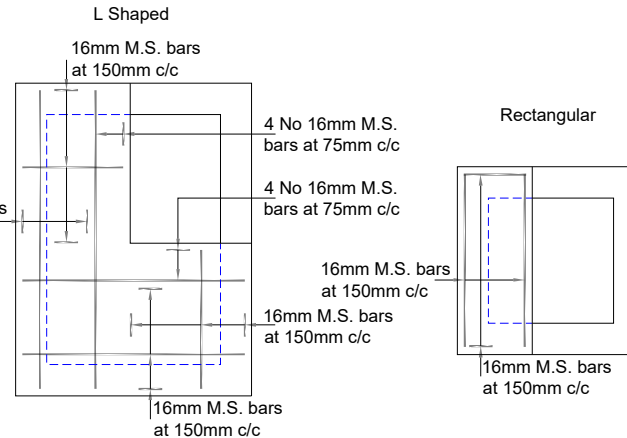 L Shaped
16mm M.S. bars
at 150mm c/c
4 No 16mm M.S.
bars at 75mm c/c
4 No 16mm M.S.
bars at 75mm c/c
16mm M.S. bars
at 150mm c/c
16mm M.S. bars
at 150mm c/c
Rectangular
16mm M.S. bars
at 150mm c/c
16mm M.S. bars
at 150mm c/c